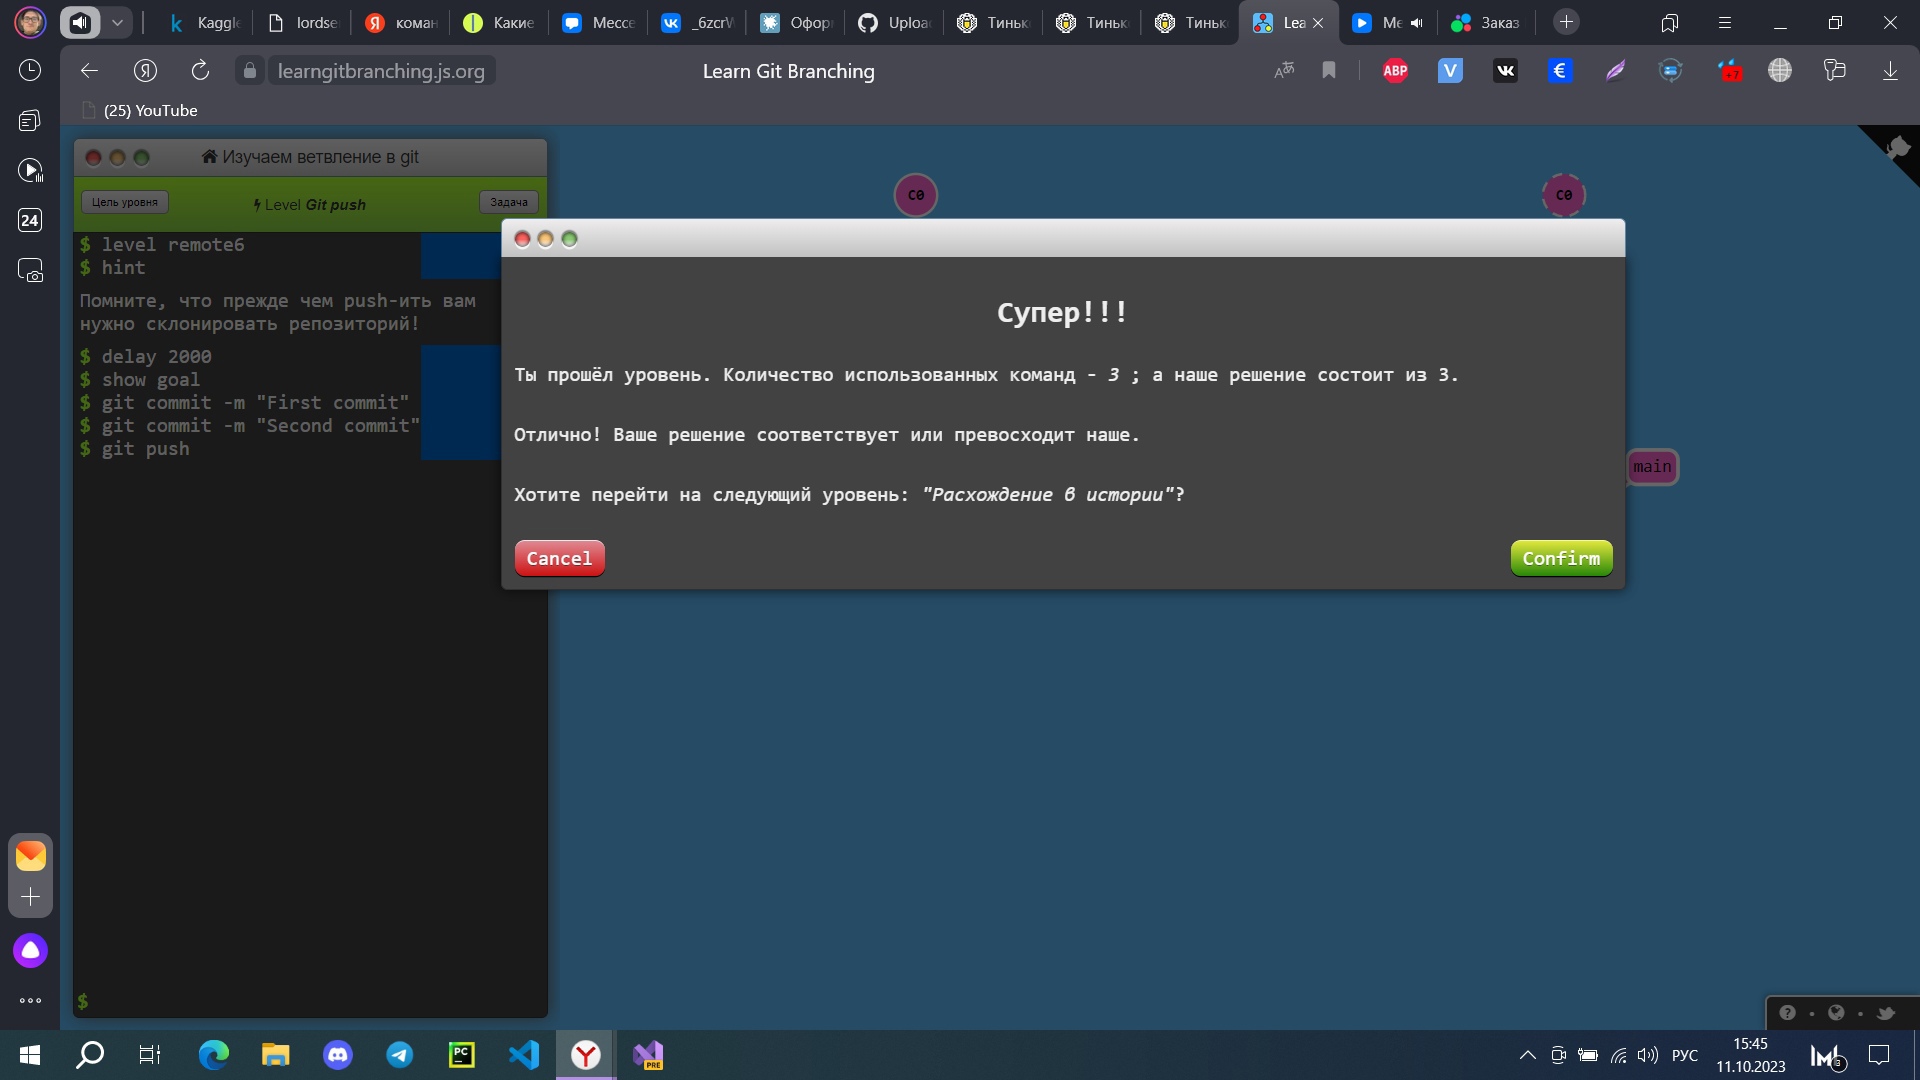 Kaggle
lordse
коман
Какие
Мессе
_6zcrV
Офор
Uploa
Тиньк
Тиньк
Тиньк
Lea
Me
Заказ
learngitbranching.js.org
Learn Git Branching
ABP
V
+7
(25) YouTube
24
Изучаем ветвление в git
Цель уровня
Level Git push
Задача
C0
C0
$ level remote6
$ hint
Помните, что прежде чем push-ить вам
нужно склонировать репозиторий!
$ delay 2000
$ show goal
$ git commit -m "First commit"
$ git commit -m "Second commit"
$ git push
Супер!!!
Ты прошёл уровень. Количество использованных команд - 3 ; а наше решение состоит из 3.
Отлично! Ваше решение соответствует или превосходит наше.
Хотите перейти на следующий уровень: "Расхождение в истории"?
Cancel
Confirm
main
$
PC
PRE
РУС
15:45
11.10.2023